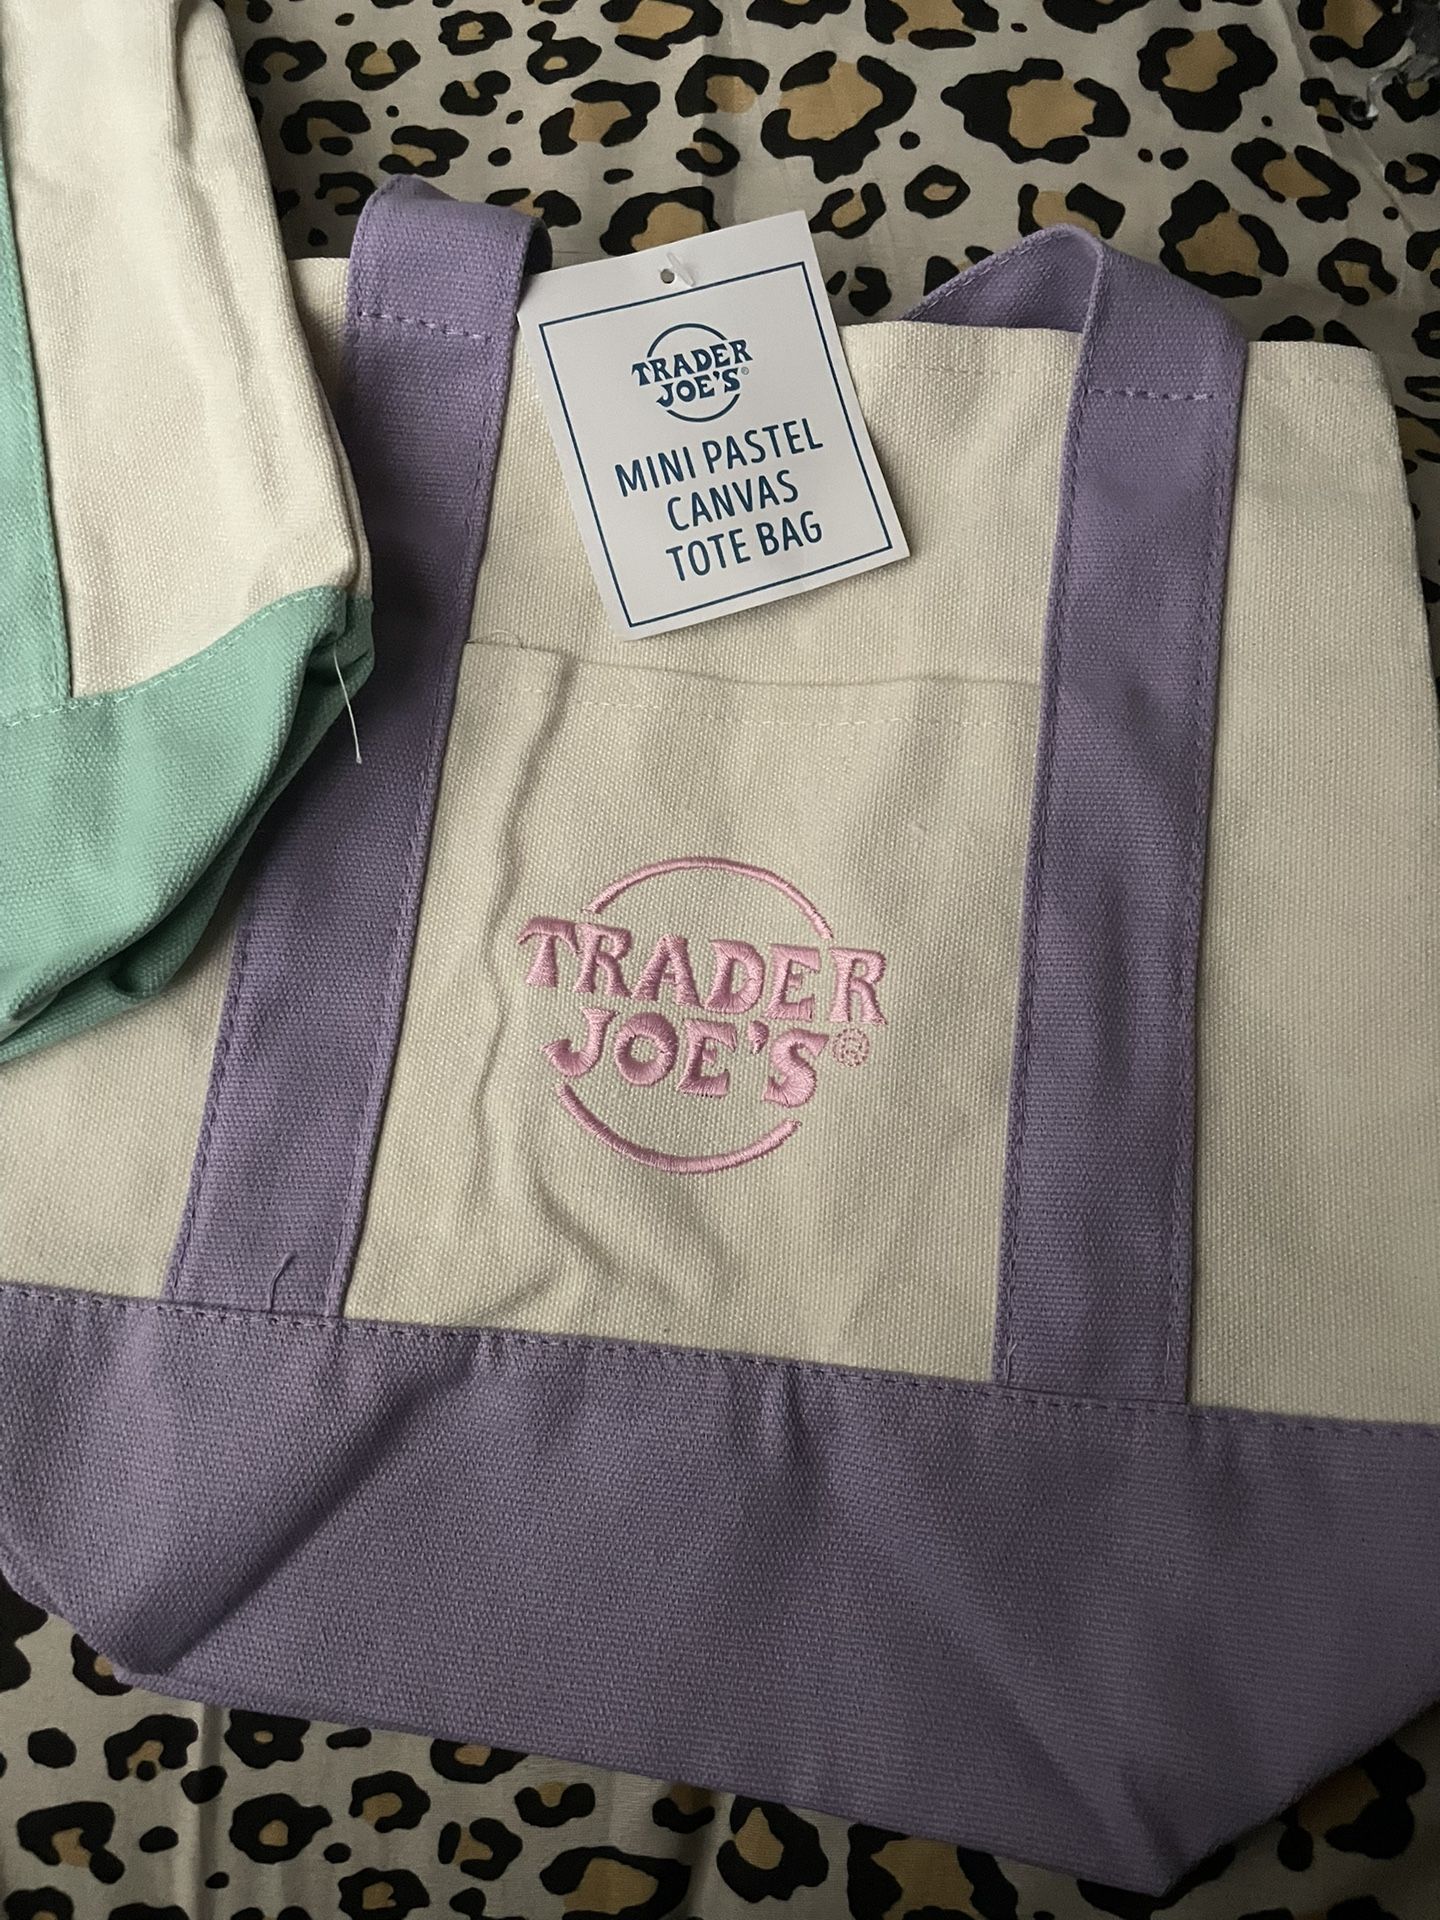 TRADER
JOE'S®
MINI PASTEL
CANVAS
TOTE BAG
TRADER
JOE'S®